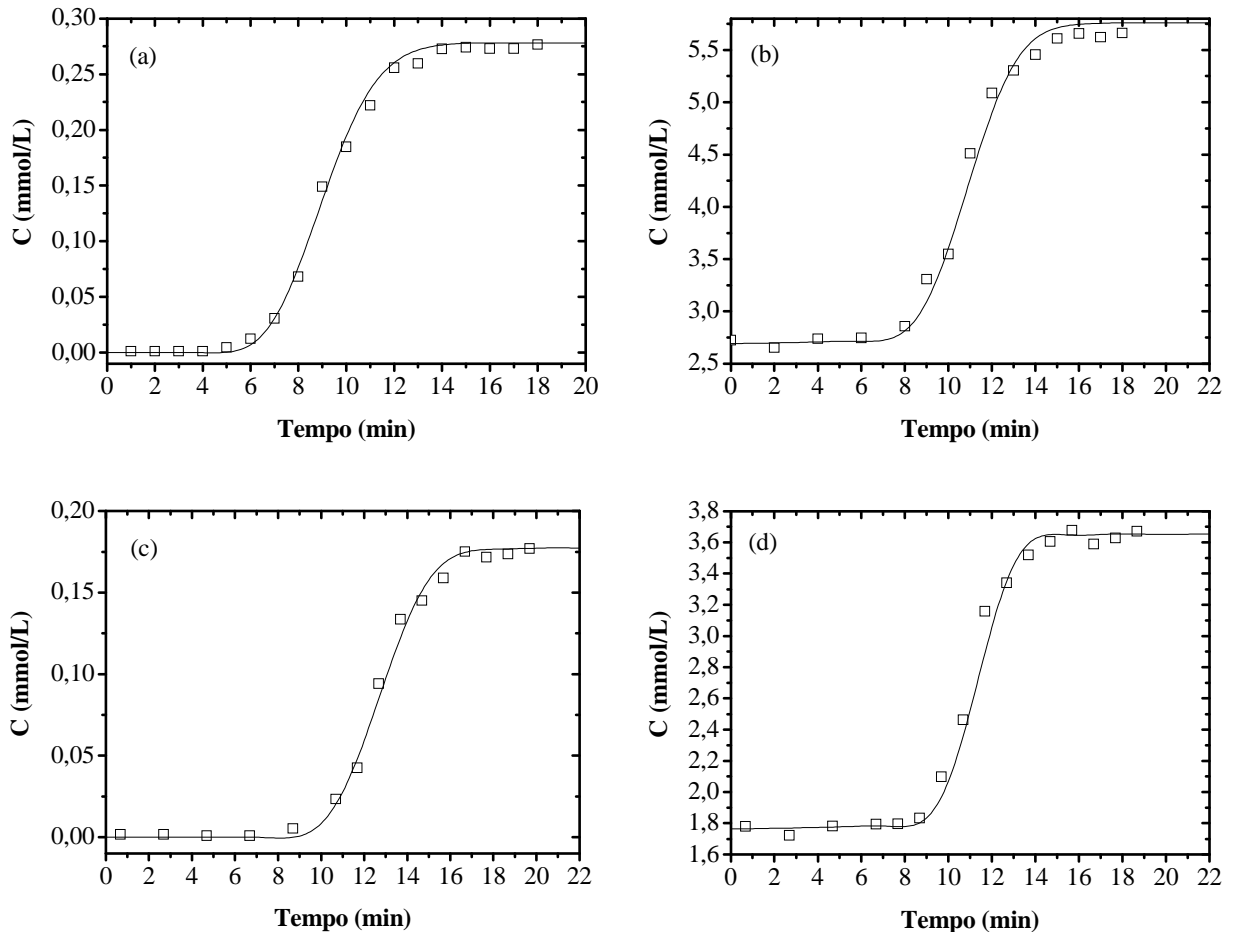 (a)
C (mmol/L)
0,30
0,25
0,20
0,15
0,10
0,05
0,00
0 2 4 6 8 10 12 14 16 18 20
Tempo (min)
(b)
C (mmol/L)
5,5
5,0
4,5
4,0
3,5
3,0
2,5
0 2 4 6 8 10 12 14 16 18 20 22
Tempo (min)
(c)
C (mmol/L)
0,20
0,15
0,10
0,05
0,00
0 2 4 6 8 10 12 14 16 18 20 22
Tempo (min)
(d)
C (mmol/L)
3,8
3,6
3,4
3,2
3,0
2,8
2,6
2,4
2,2
2,0
1,8
1,6
0 2 4 6 8 10 12 14 16 18 20 22
Tempo (min)